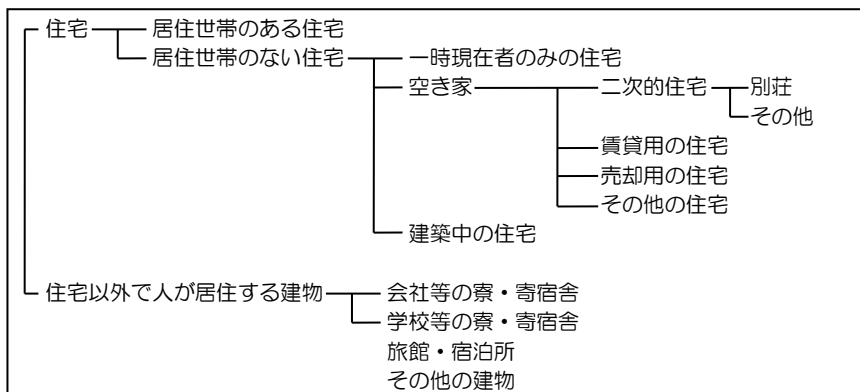 住宅 居住世帯のある住宅
居住世帯のない住宅 一時現在者のみの住宅
空き家 二次的住宅 別荘
その他
賃貸用の住宅
売却用の住宅
その他の住宅
建築中の住宅
住宅以外で人が居住する建物 会社等の寮・寄宿舎
学校等の寮・寄宿舎
旅館・宿泊所
その他の建物